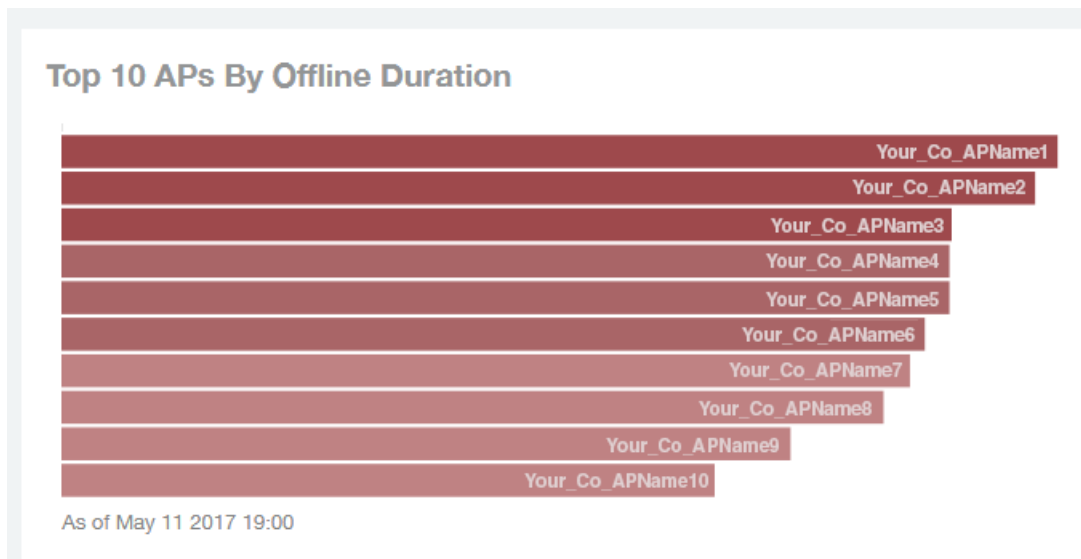 Top 10 APs By Offline Duration
Your_Co_APName1
Your_Co_APName2
Your_Co_APName3
Your_Co_APName4
Your_Co_APName5
Your_Co_APName6
Your_Co_APName7
Your_Co_APName8
Your_Co_APName9
Your_Co_APName10
As of May 11 2017 19:00